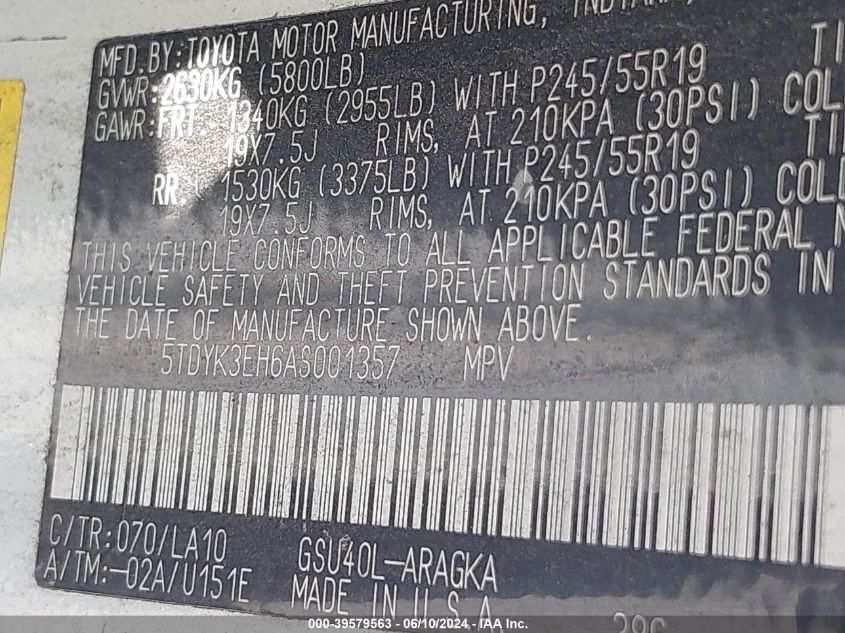 MFD. BY: TOYOTA MOTOR MANUFACTURING, INDIANA,
GVWR: 2630KG (5800LB)
GAWR: FRT. 1340KG (2955LB) WITH P245/55R19
19X7.5J RIMS, AT 210KPA (30PSI) COL
RR. 1530KG (3375LB) WITH P245/55R19
19X7.5J RIMS, AT 210KPA (30PSI) COLD
THIS VEHICLE CONFORMS TO ALL APPLICABLE FEDERAL
VEHICLE SAFETY AND THEFT PREVENTION STANDARDS IN
THE DATE OF MANUFACTURE SHOWN ABOVE.
5TDYK3EH6AS001357 MPV
C/TR: 070/LA10 GSU40L-ARAGKA
A/TM:-02A/U151E MADE IN U.S.A.
000-39579563 - 06/10/2024 - IAA Inc.